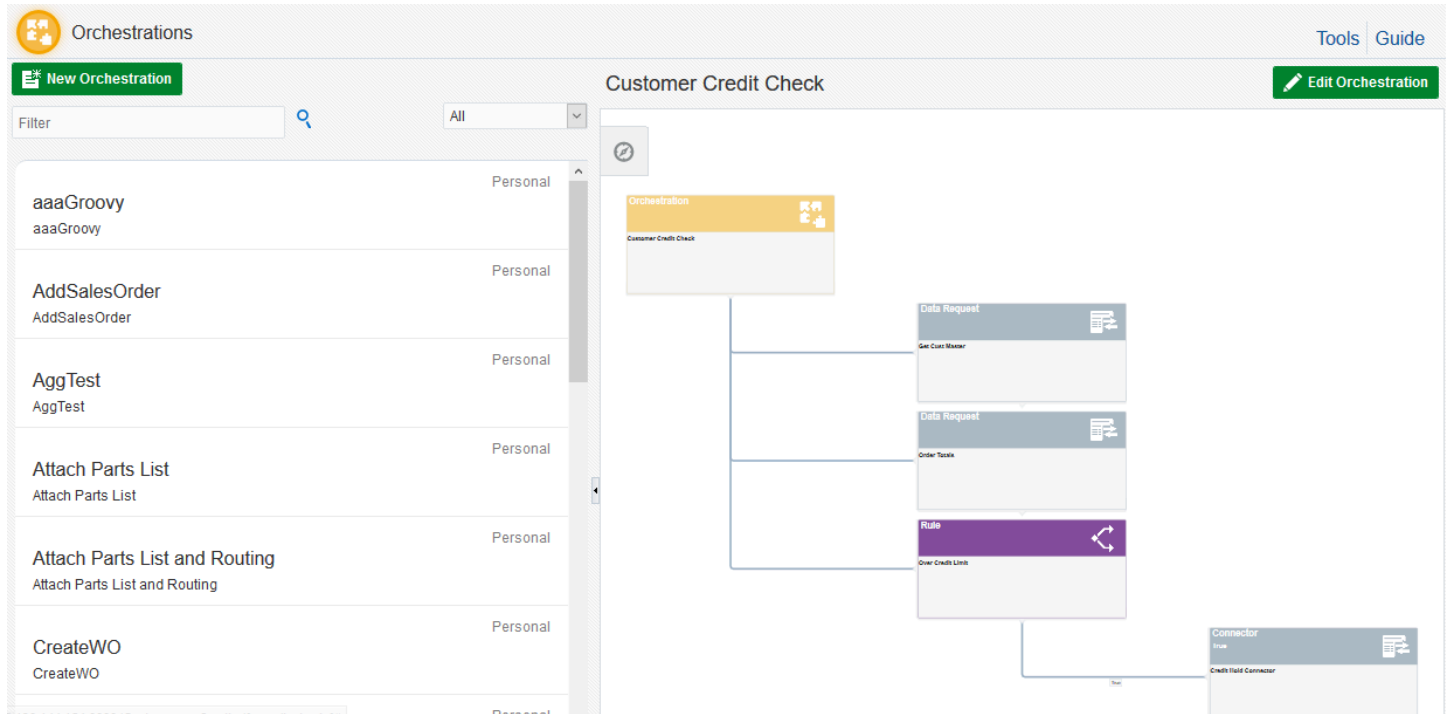 Orchestrations
Tools Guide
New Orchestration
Filter
All
Personal
aaaGroovy
aaaGroovy
Personal
AddSalesOrder
AddSalesOrder
Personal
AggTest
AggTest
Personal
Attach Parts List
Attach Parts List
Personal
Attach Parts List and Routing
Attach Parts List and Routing
Personal
CreateWO
CreateWO
Personal
Customer Credit Check
Edit Orchestration
Orchestration
Customer Credit Check
Data Request
Get Cust Master
Data Request
Order Totals
Rule
Over Credit Limit
True
Connector
true
Credit Hold Connector